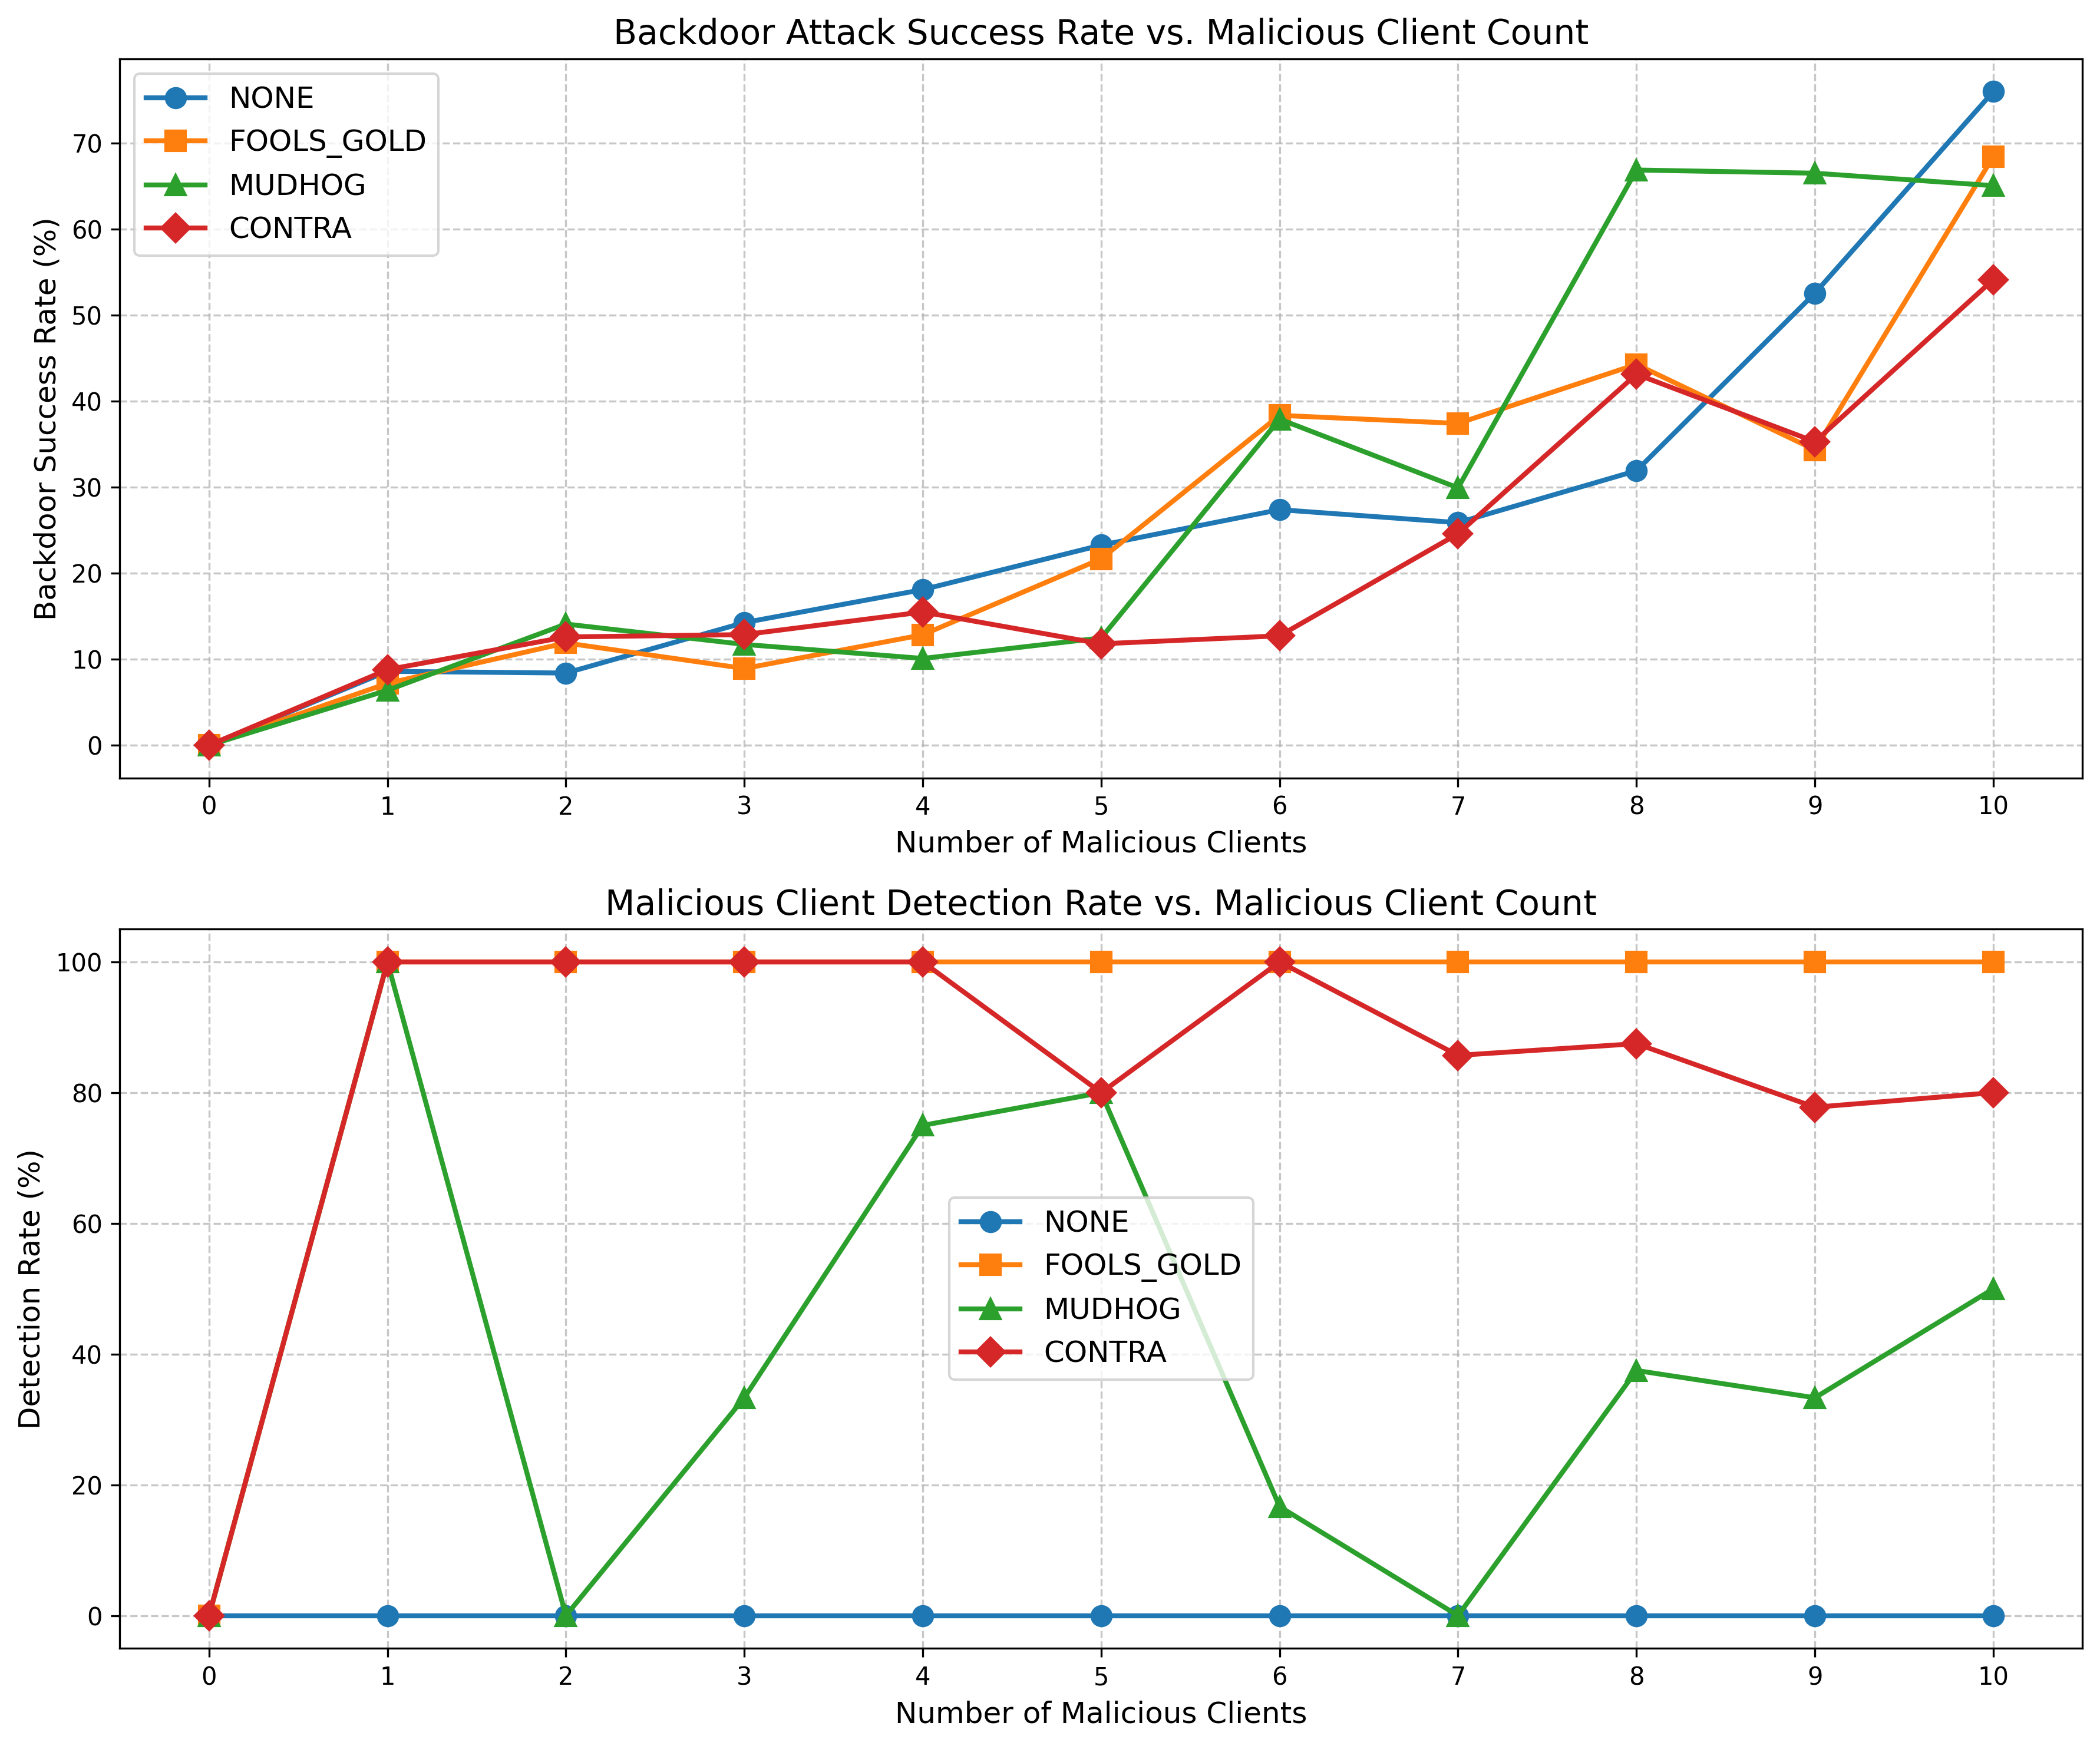 Backdoor Attack Success Rate vs. Malicious Client Count
NONE
FOOLS_GOLD
MUDHOG
CONTRA
Backdoor Success Rate (%)
70
60
50
40
30
20
10
0
0 1 2 3 4 5 6 7 8 9 10
Number of Malicious Clients
Malicious Client Detection Rate vs. Malicious Client Count
Detection Rate (%)
100
80
60
40
20
0
NONE
FOOLS_GOLD
MUDHOG
CONTRA
0 1 2 3 4 5 6 7 8 9 10
Number of Malicious Clients